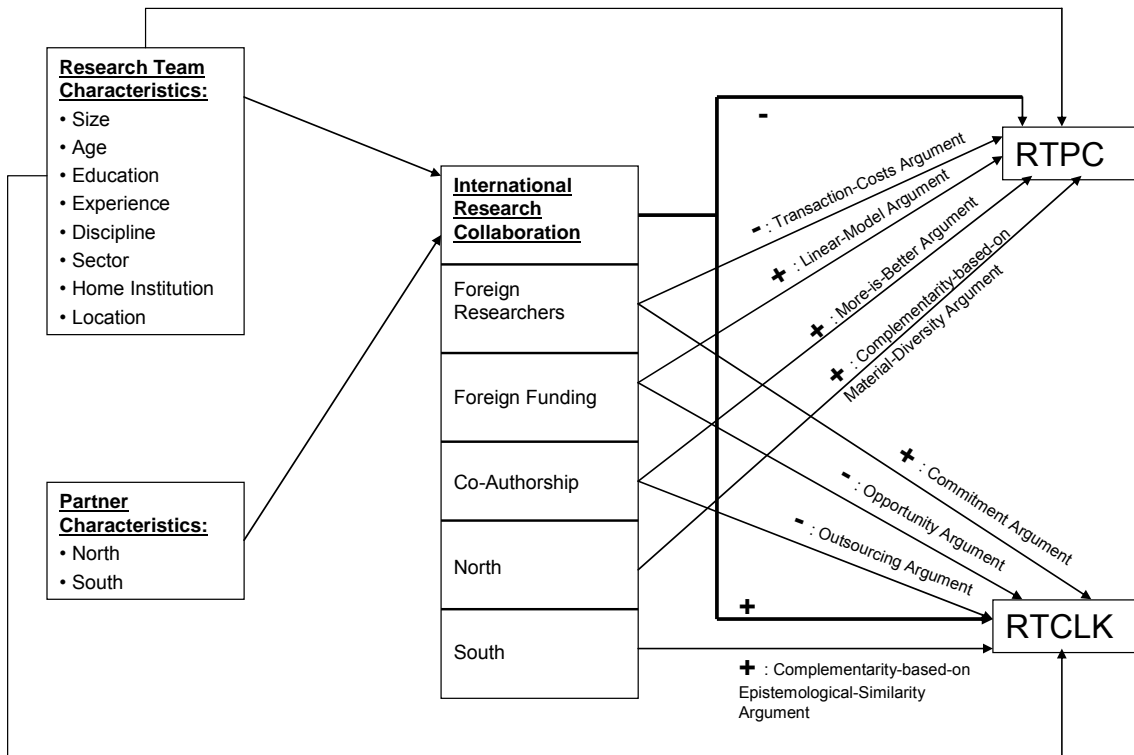 Research Team
Characteristics:
• Size
• Age
• Education
• Experience
• Discipline
• Sector
• Home Institution
• Location
Partner
Characteristics:
• North
• South
International
Research
Collaboration
Foreign
Researchers
Foreign Funding
Co-Authorship
North
South
-
- : Transaction-Costs Argument
+ : Linear-Model Argument
+ : More-is-Better Argument
+ : Complementarity-based-on
Material-Diversity Argument
RTPC
+ : Commitment Argument
- : Opportunity Argument
- : Outsourcing Argument
+
RTCLK
+ : Complementarity-based-on
Epistemological-Similarity
Argument